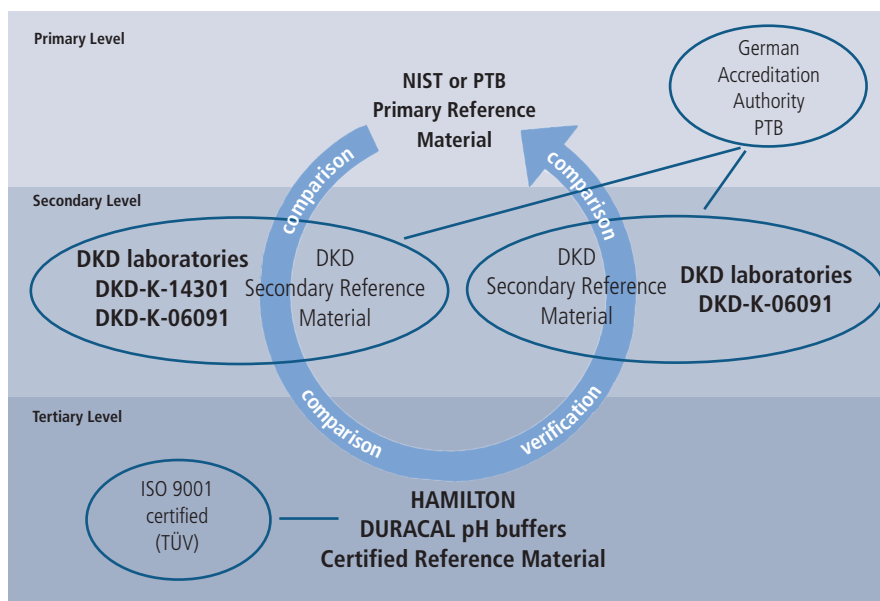 Primary Level
NIST or PTB
Primary Reference
Material
German
Accreditation
Authority
PTB
comparison
comparison
Secondary Level
DKD laboratories
DKD-K-14301
DKD-K-06091
DKD
Secondary Reference
Material
DKD
Secondary Reference
Material
DKD laboratories
DKD-K-06091
comparison
verification
Tertiary Level
ISO 9001
certified
(TÜV)
HAMILTON
DURACAL pH buffers
Certified Reference Material